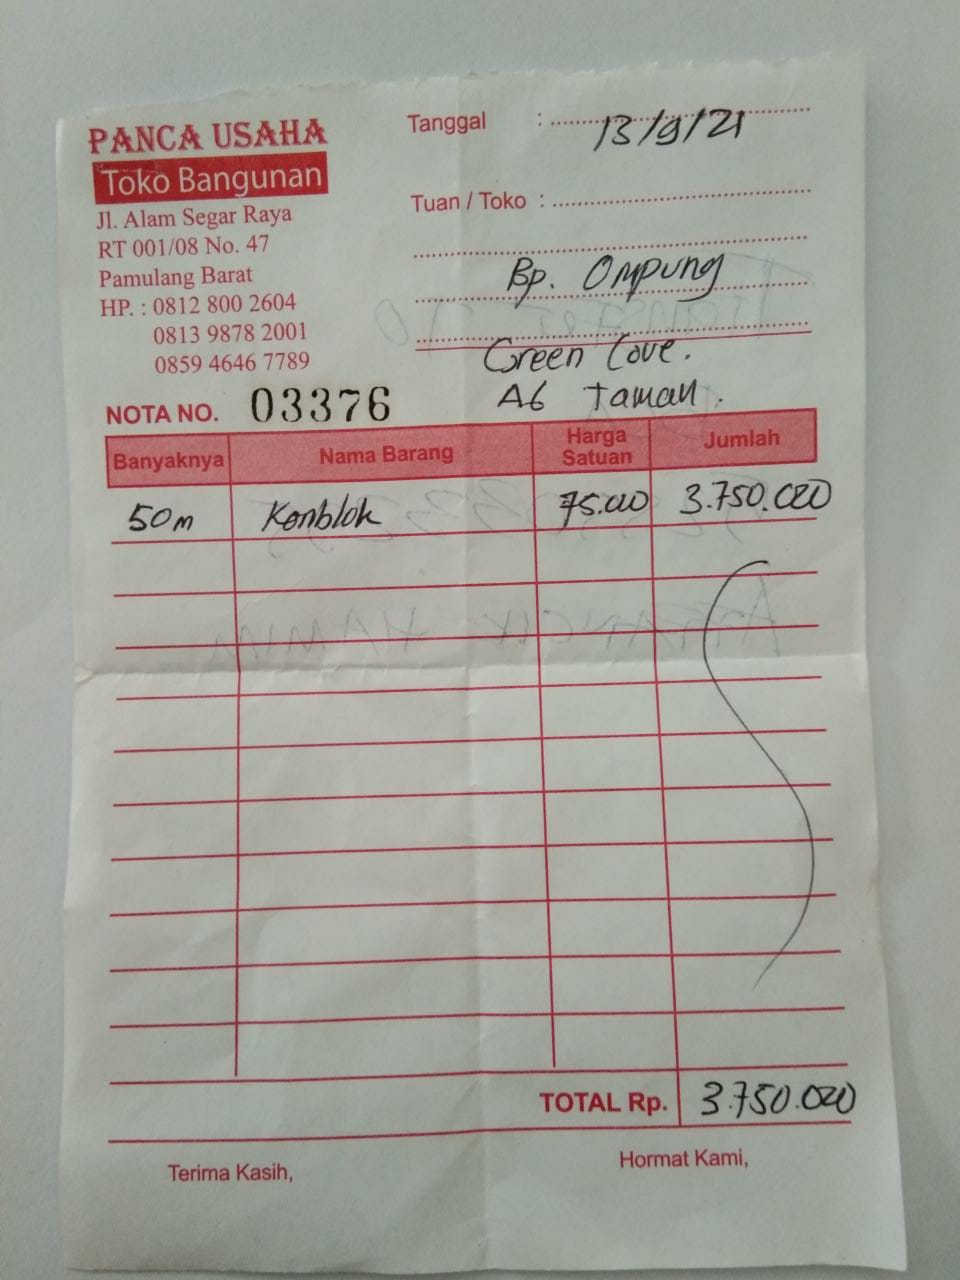 PANCA USAHA
Toko Bangunan
Jl. Alam Segar Raya
RT 001/08 No. 47
Pamulang Barat
HP. : 0812 800 2604
0813 9878 2001
0859 4646 7789
NOTA NO. 03376
Tanggal : 13/9/21
Tuan / Toko :
Bp. Ompung
Green Cove.
A6 Taman.
Banyaknya Nama Barang Harga Satuan Jumlah
50m Konblok 75.000 3.750.000
TOTAL Rp. 3.750.000
Terima Kasih,
Hormat Kami,